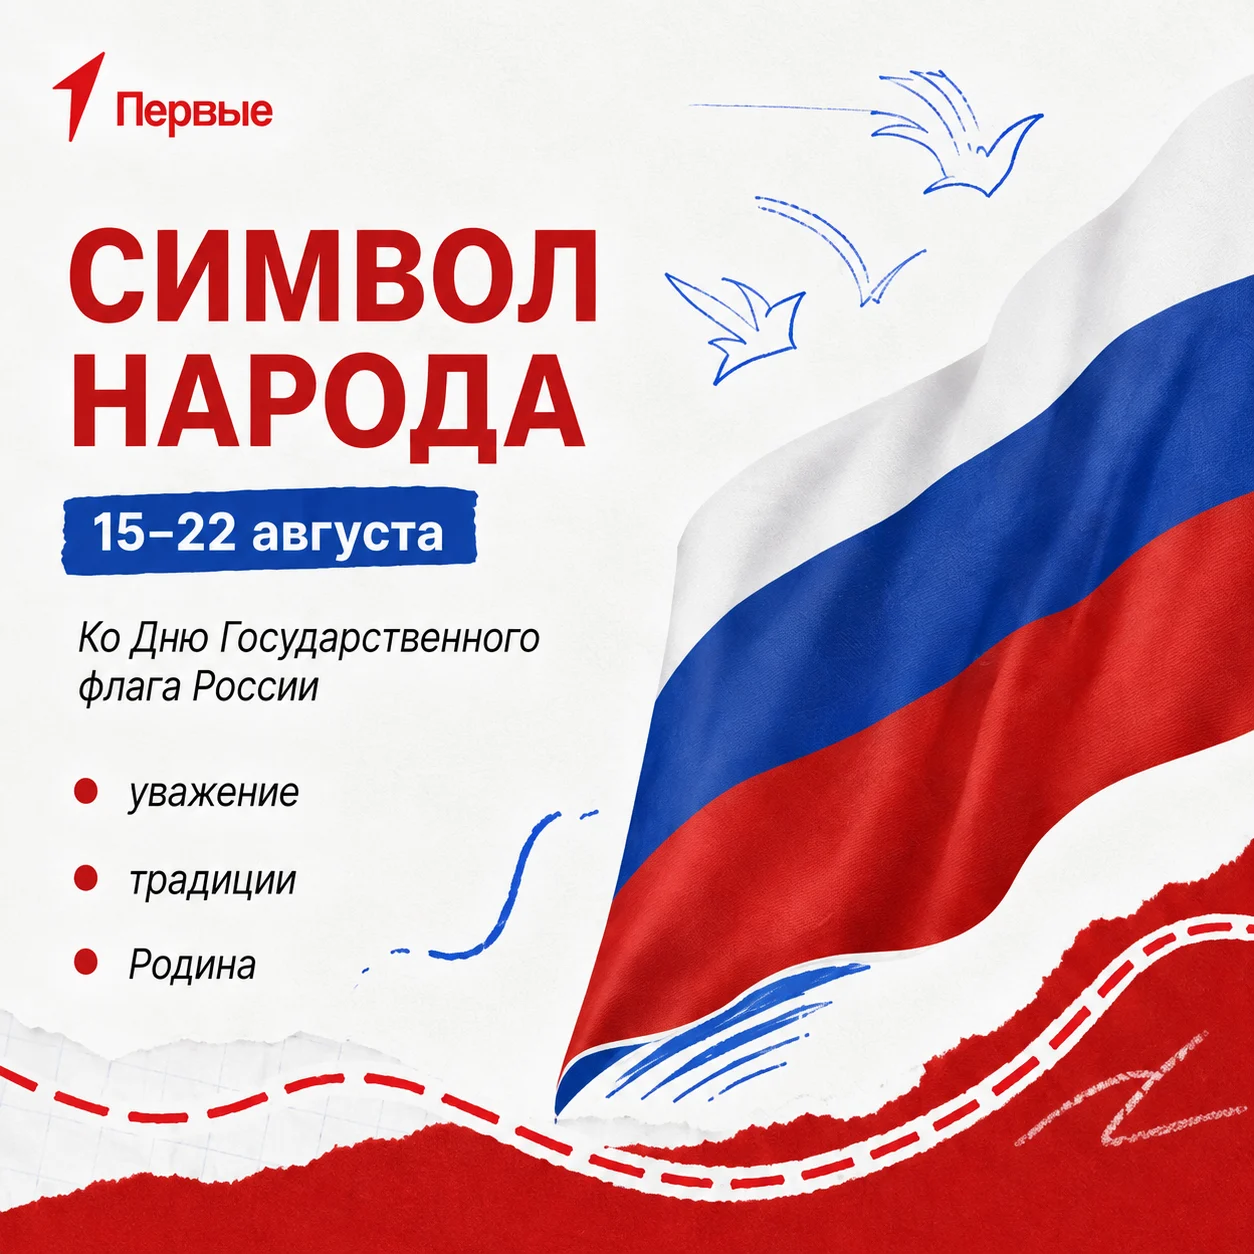 Первые
СИМВОЛ
НАРОДА
15–22 августа
Ко Дню Государственного
флага России
уважение
традиции
Родина